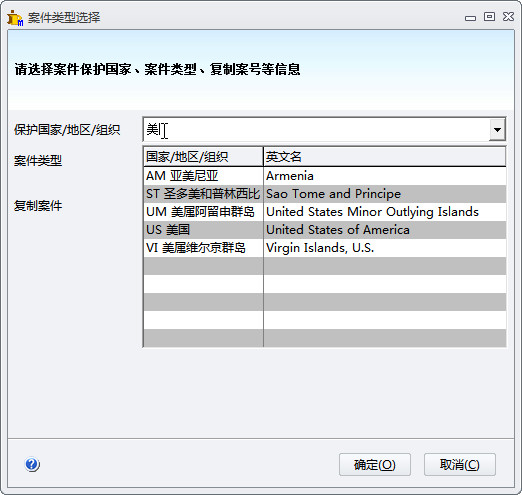 案件类型选择
请选择案件保护国家、案件类型、复制案号等信息
保护国家/地区/组织 美
案件类型
国家/地区/组织 英文名
AM 亚美尼亚 Armenia
ST 圣多美和普林西比 Sao Tome and Principe
复制案件
UM 美属阿留申群岛 United States Minor Outlying Islands
US 美国 United States of America
VI 美属维尔京群岛 Virgin Islands, U.S.
确定(O) 取消(C)